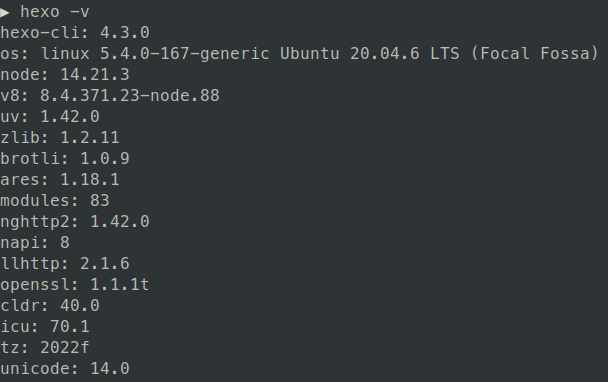 ▶ hexo -v
hexo-cli: 4.3.0
os: linux 5.4.0-167-generic Ubuntu 20.04.6 LTS (Focal Fossa)
node: 14.21.3
v8: 8.4.371.23-node.88
uv: 1.42.0
zlib: 1.2.11
brotli: 1.0.9
ares: 1.18.1
modules: 83
nghttp2: 1.42.0
napi: 8
llhttp: 2.1.6
openssl: 1.1.1t
cldr: 40.0
icu: 70.1
tz: 2022f
unicode: 14.0